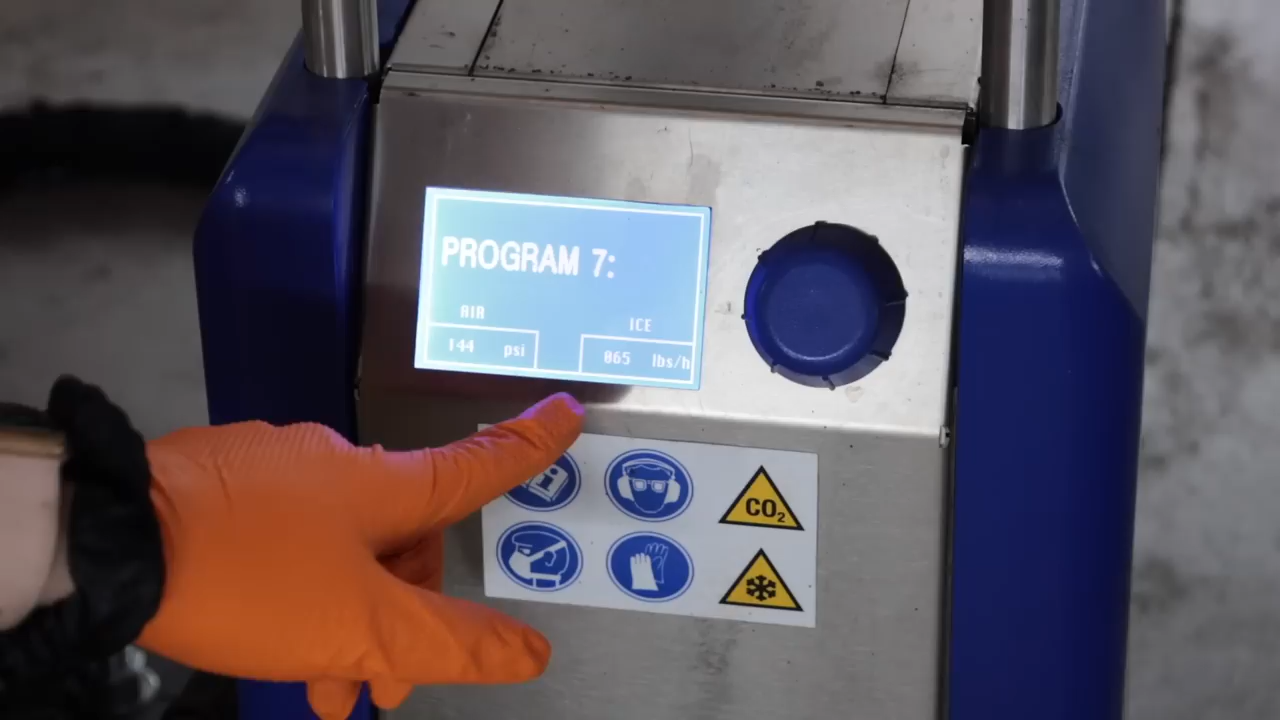 PROGRAM 7:
AIR
ICE
144 psi
065 lbs/h
CO₂